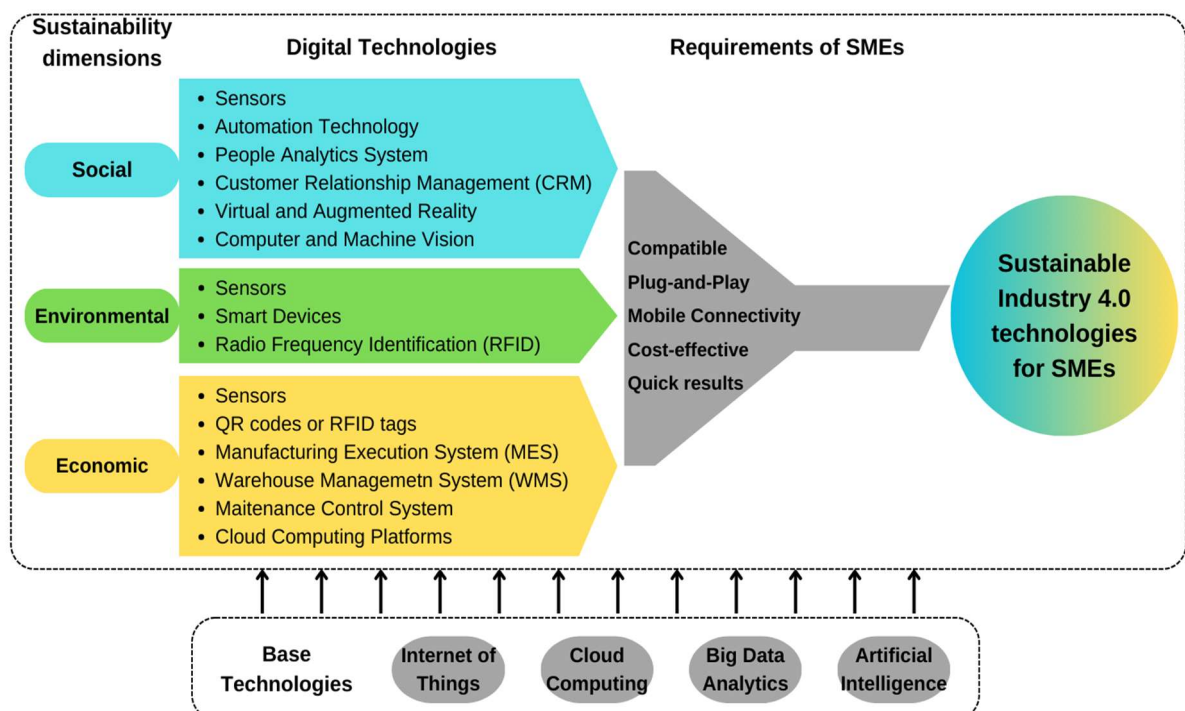 Sustainability
dimensions
Digital Technologies
Requirements of SMEs
Social
• Sensors
• Automation Technology
• People Analytics System
• Customer Relationship Management (CRM)
• Virtual and Augmented Reality
• Computer and Machine Vision
Environmental
• Sensors
• Smart Devices
• Radio Frequency Identification (RFID)
Economic
• Sensors
• QR codes or RFID tags
• Manufacturing Execution System (MES)
• Warehouse Managemetn System (WMS)
• Maitenance Control System
• Cloud Computing Platforms
Compatible
Plug-and-Play
Mobile Connectivity
Cost-effective
Quick results
Sustainable
Industry 4.0
technologies
for SMEs
Base
Technologies
Internet of
Things
Cloud
Computing
Big Data
Analytics
Artificial
Intelligence